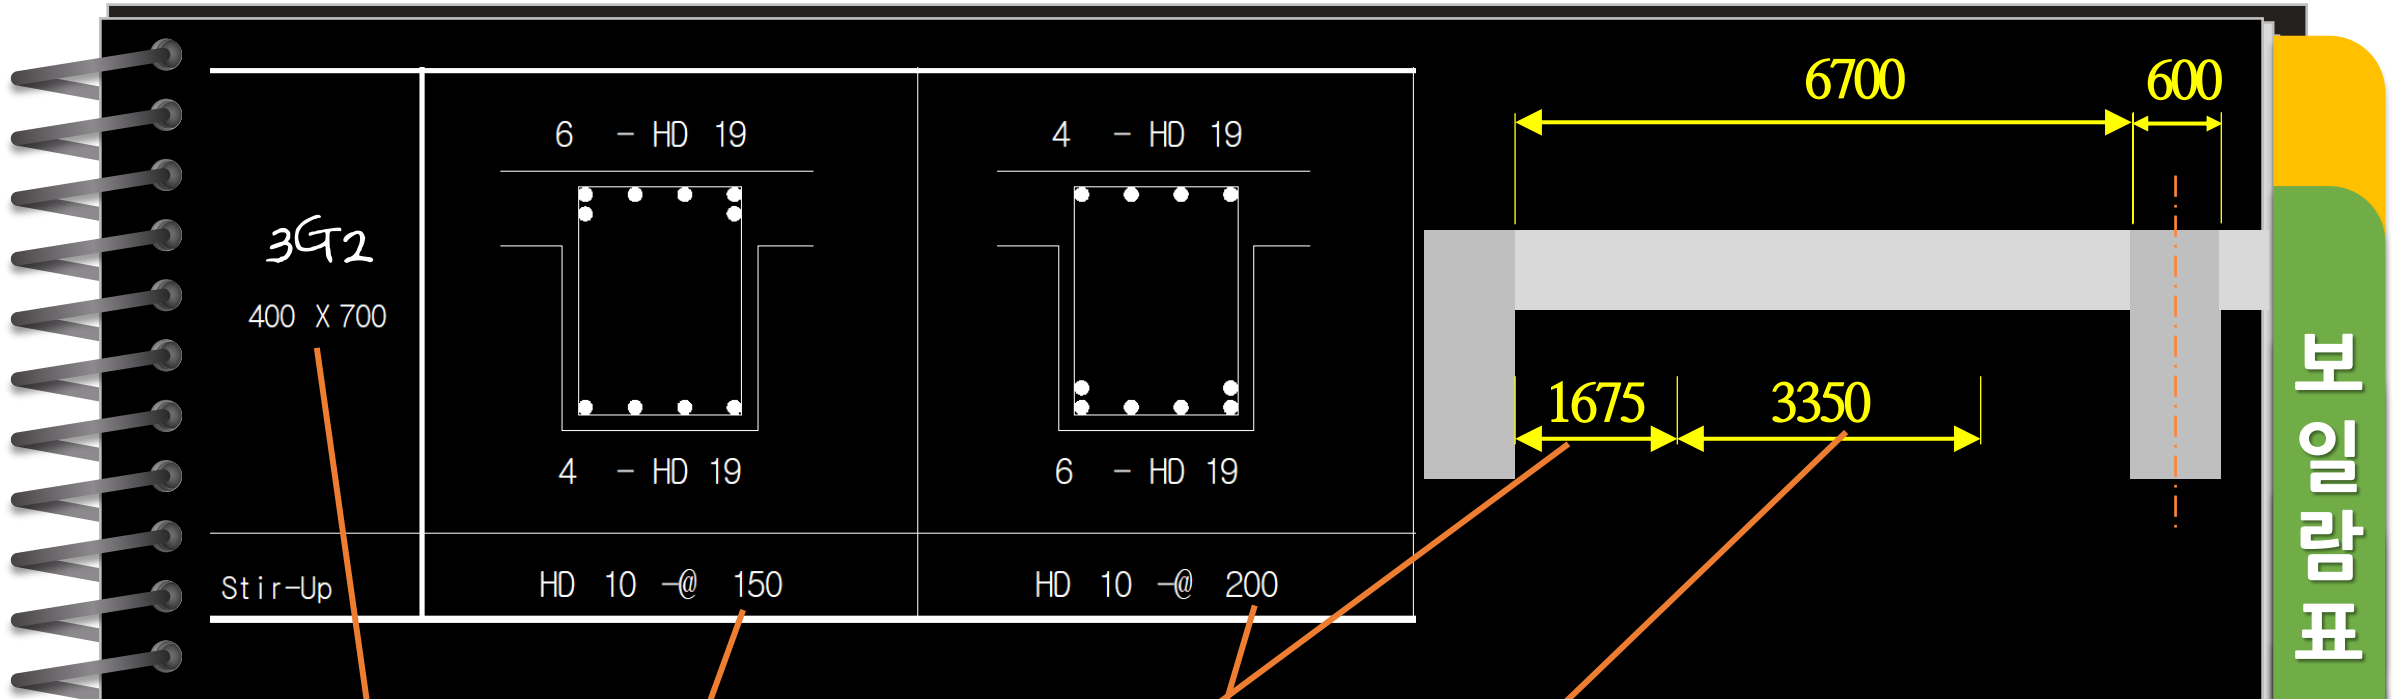 6700 600
6 - HD 19
4 - HD 19
3G2
400 X 700
1675 3350
4 - HD 19
6 - HD 19
Stir-Up
HD 10 -@ 150
HD 10 -@ 200
보일람표